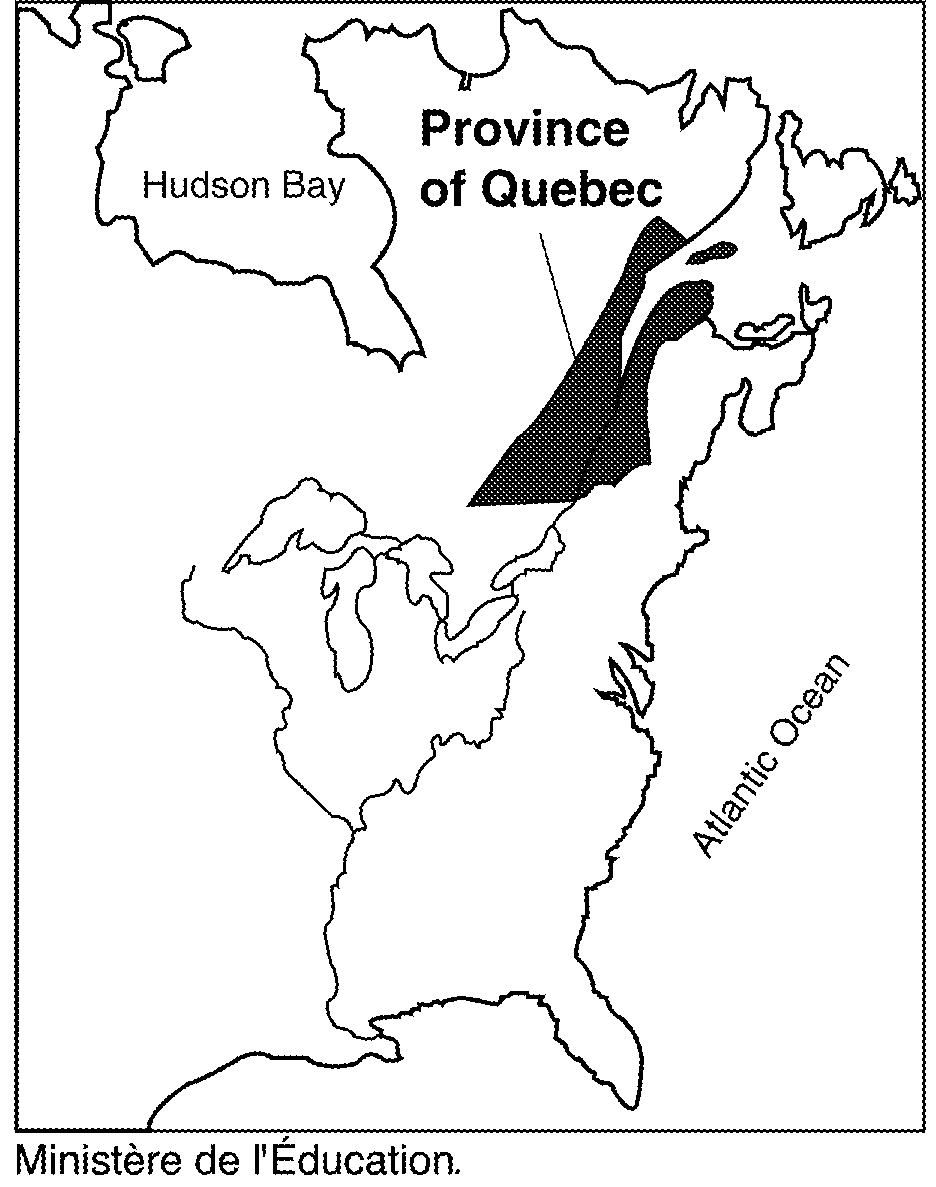 Province
of Quebec
Hudson Bay
Atlantic Ocean
Ministère de l'Éducation.